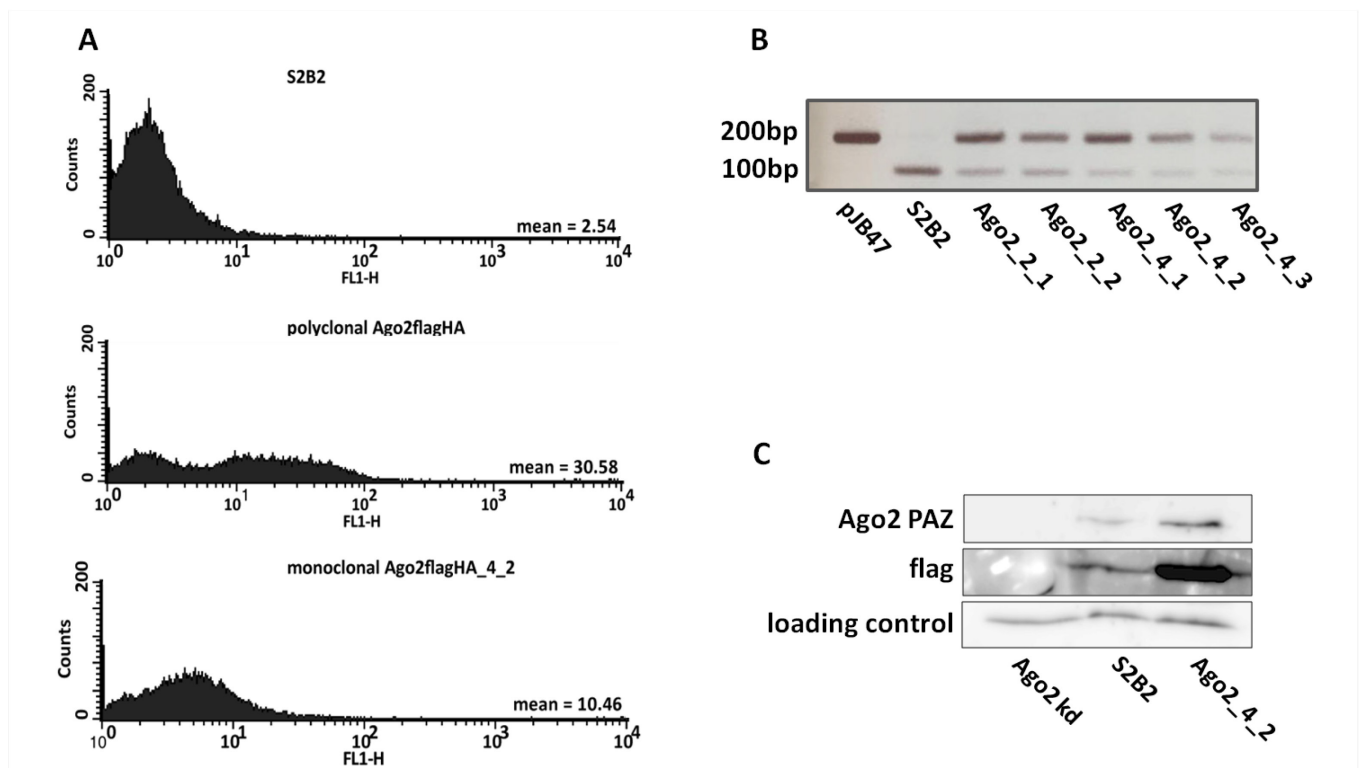 A
S2B2
200
Counts
0
mean = 2.54
10^0 10^1 10^2 10^3 10^4
FL1-H
polyclonal Ago2flagHA
200
Counts
0
mean = 30.58
10^0 10^1 10^2 10^3 10^4
FL1-H
monoclonal Ago2flagHA_4_2
200
Counts
0
mean = 10.46
10^0 10^1 10^2 10^3 10^4
FL1-H
B
200bp
100bp
pJB47 S2B2 Ago2_2_1 Ago2_2_2 Ago2_4_1 Ago2_4_2 Ago2_4_3
C
Ago2 PAZ
flag
loading control
Ago2 kd S2B2 Ago2_4_2